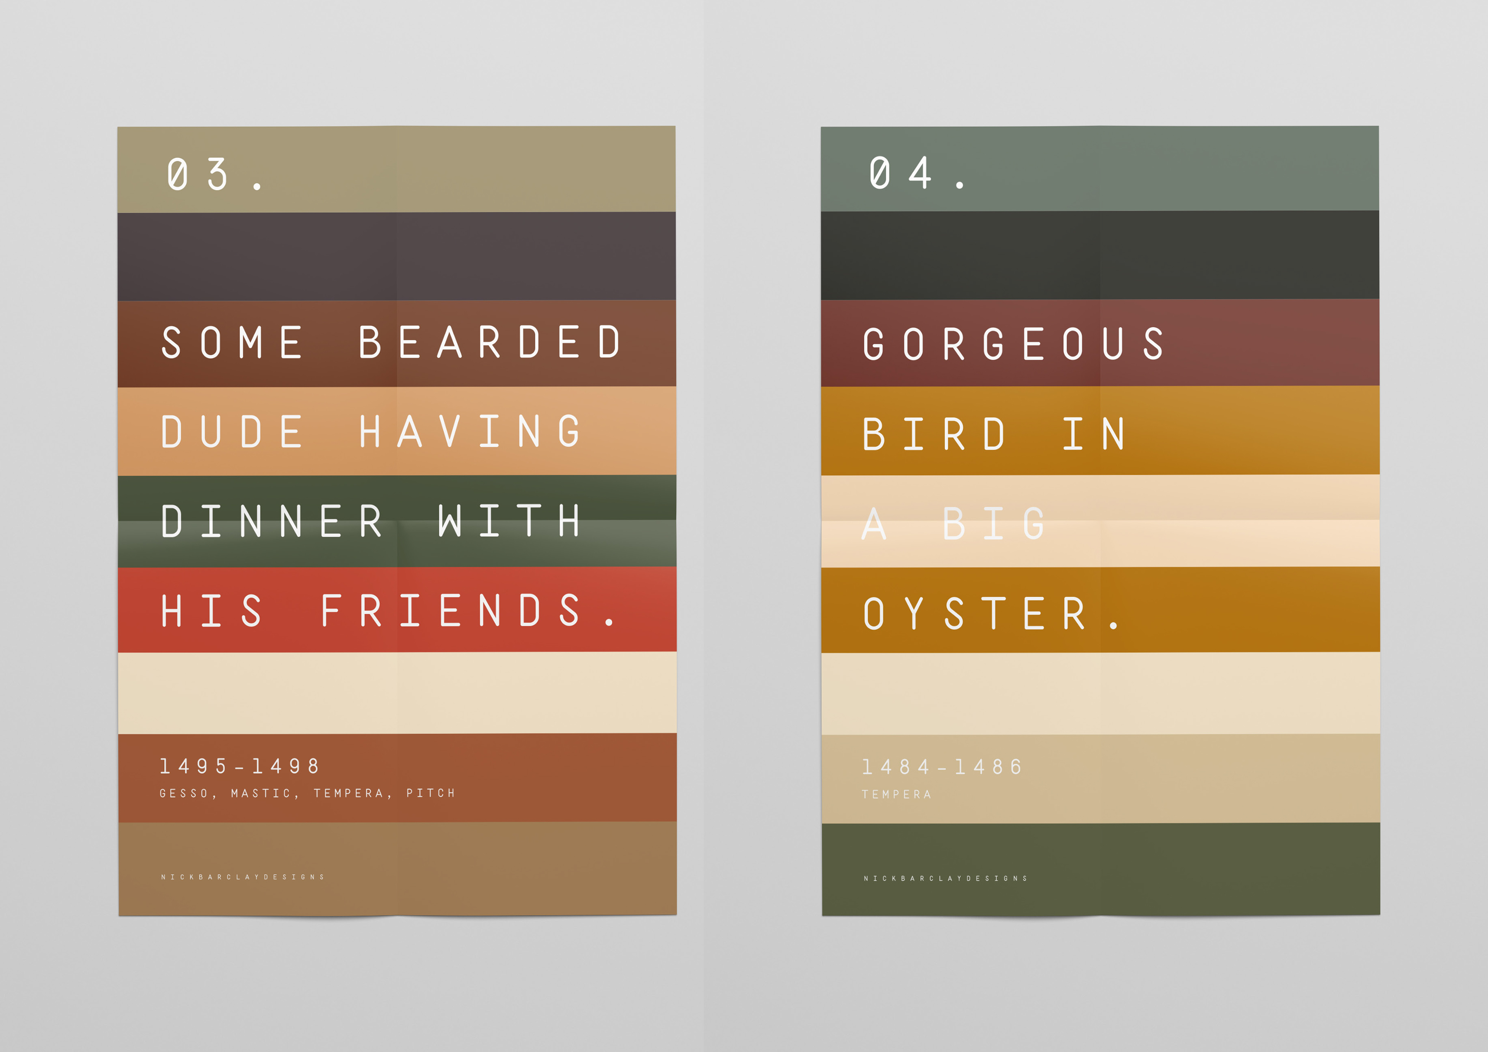 03.
SOME BEARDED
DUDE HAVING
DINNER WITH
HIS FRIENDS.
1495-1498
GESSO, MASTIC, TEMPERA, PITCH
NICKBARCLAYDESIGNS
04.
GORGEOUS
BIRD IN
A BIG
OYSTER.
1484-1486
TEMPERA
NICKBARCLAYDESIGNS